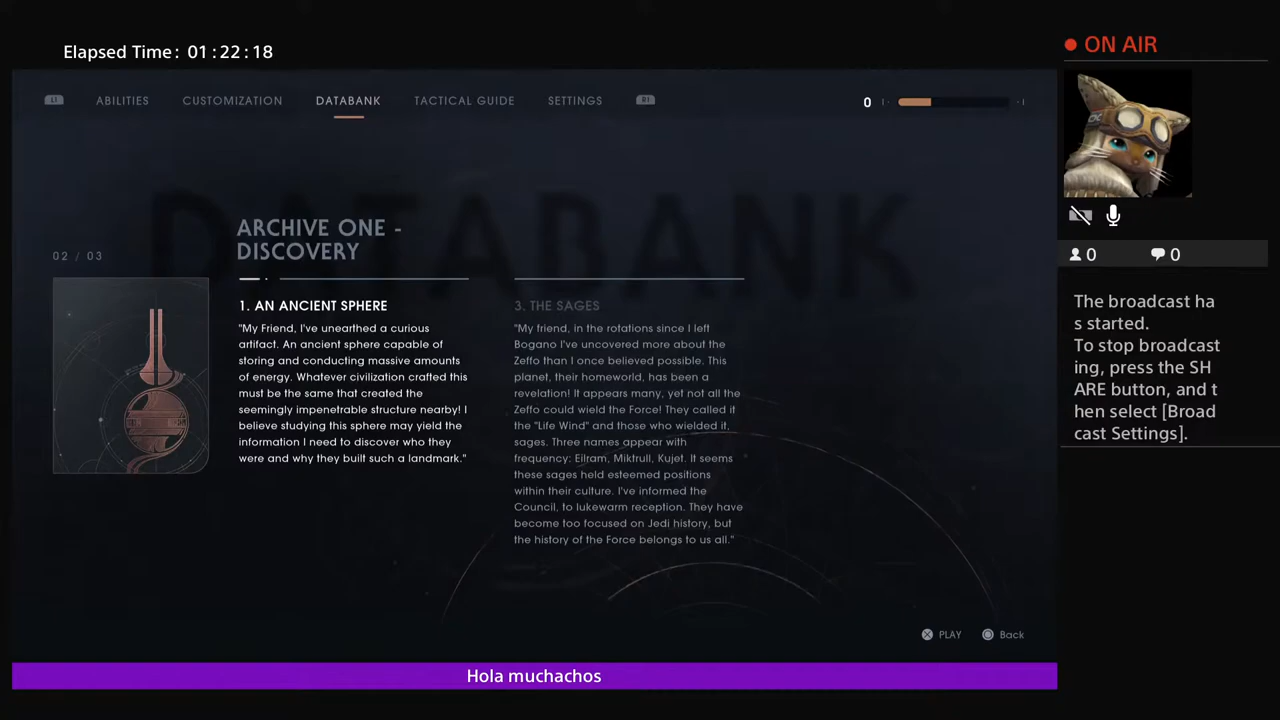 Elapsed Time: 01:22:18
ON AIR
L1 ABILITIES CUSTOMIZATION DATABANK TACTICAL GUIDE SETTINGS R1
0
DATABANK
ARCHIVE ONE -
DISCOVERY
02 / 03
1. AN ANCIENT SPHERE
"My Friend, I've unearthed a curious
artifact. An ancient sphere capable of
storing and conducting massive amounts
of energy. Whatever civilization crafted this
must be the same that created the
seemingly impenetrable structure nearby! I
believe studying this sphere may yield the
information I need to discover who they
were and why they built such a landmark."
3. THE SAGES
"My friend, in the rotations since I left
Bogano I've uncovered more about the
Zeffo than I once believed possible. This
planet, their homeworld, has been a
revelation! It appears many, yet not all the
Zeffo could wield the Force! They called it
the "Life Wind" and those who wielded it,
sages. Three names appear with
frequency: Eilram, Miktrull, Kujet. It seems
these sages held esteemed positions
within their culture. I've informed the
Council, to lukewarm reception. They have
become too focused on Jedi history, but
the history of the Force belongs to us all."
PLAY Back
0 0
The broadcast ha
s started.
To stop broadcast
ing, press the SH
ARE button, and t
hen select [Broad
cast Settings].
Hola muchachos